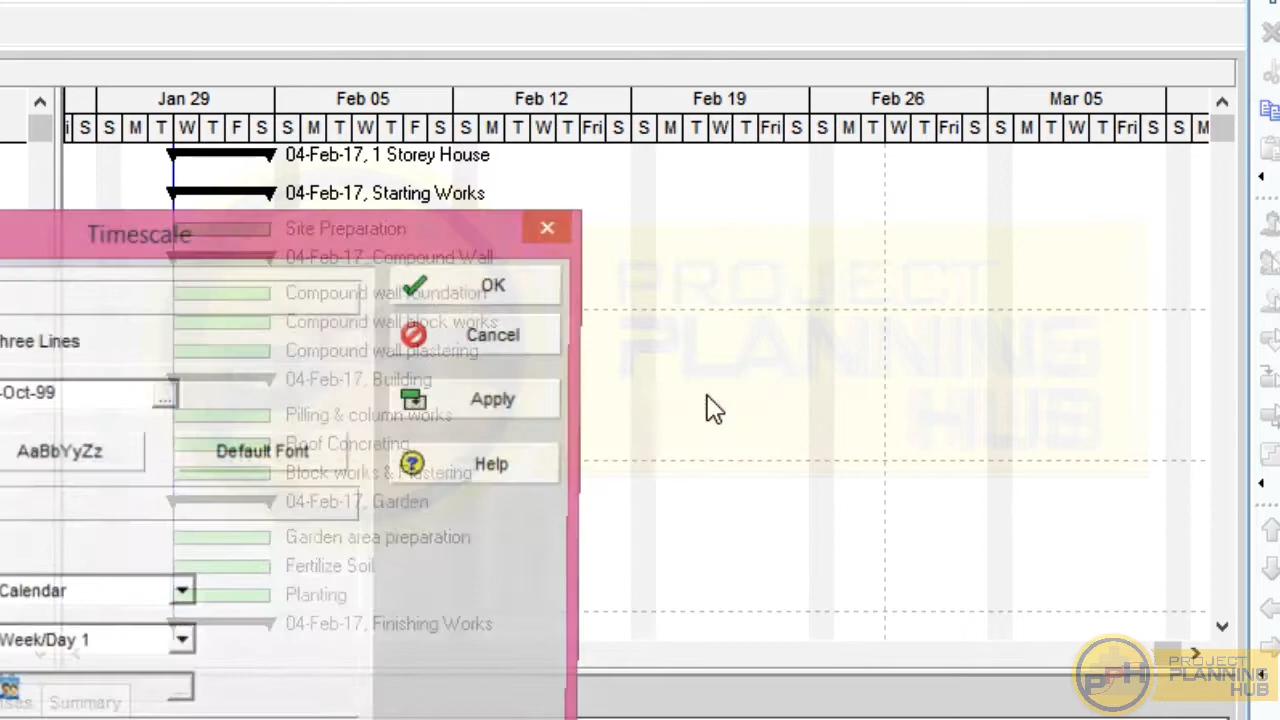 Jan 29 Feb 05 Feb 12 Feb 19 Feb 26 Mar 05
i S S M T W T F S S M T W T F S S M T W T Fri S S M T W T Fri S S M T W T Fri S S M T W T Fri S S M
04-Feb-17, 1 Storey House
04-Feb-17, Starting Works
Timescale
Site Preparation
04-Feb-17, Compound Wall
OK
Compound wall foundation
Compound wall block works
Cancel
hree Lines
Compound wall plastering
04-Feb-17, Building
-Oct-99
...
Apply
Pilling & column works
Roof Concreting
AaBbYyZz
Default Font
Help
Block works & Plastering
04-Feb-17, Garden
Garden area preparation
Fertilize Soil
Calendar
Planting
04-Feb-17, Finishing Works
Week/Day 1
Summary
PROJECT
PLANNING
HUB
PPH
PROJECT
PLANNING
HUB